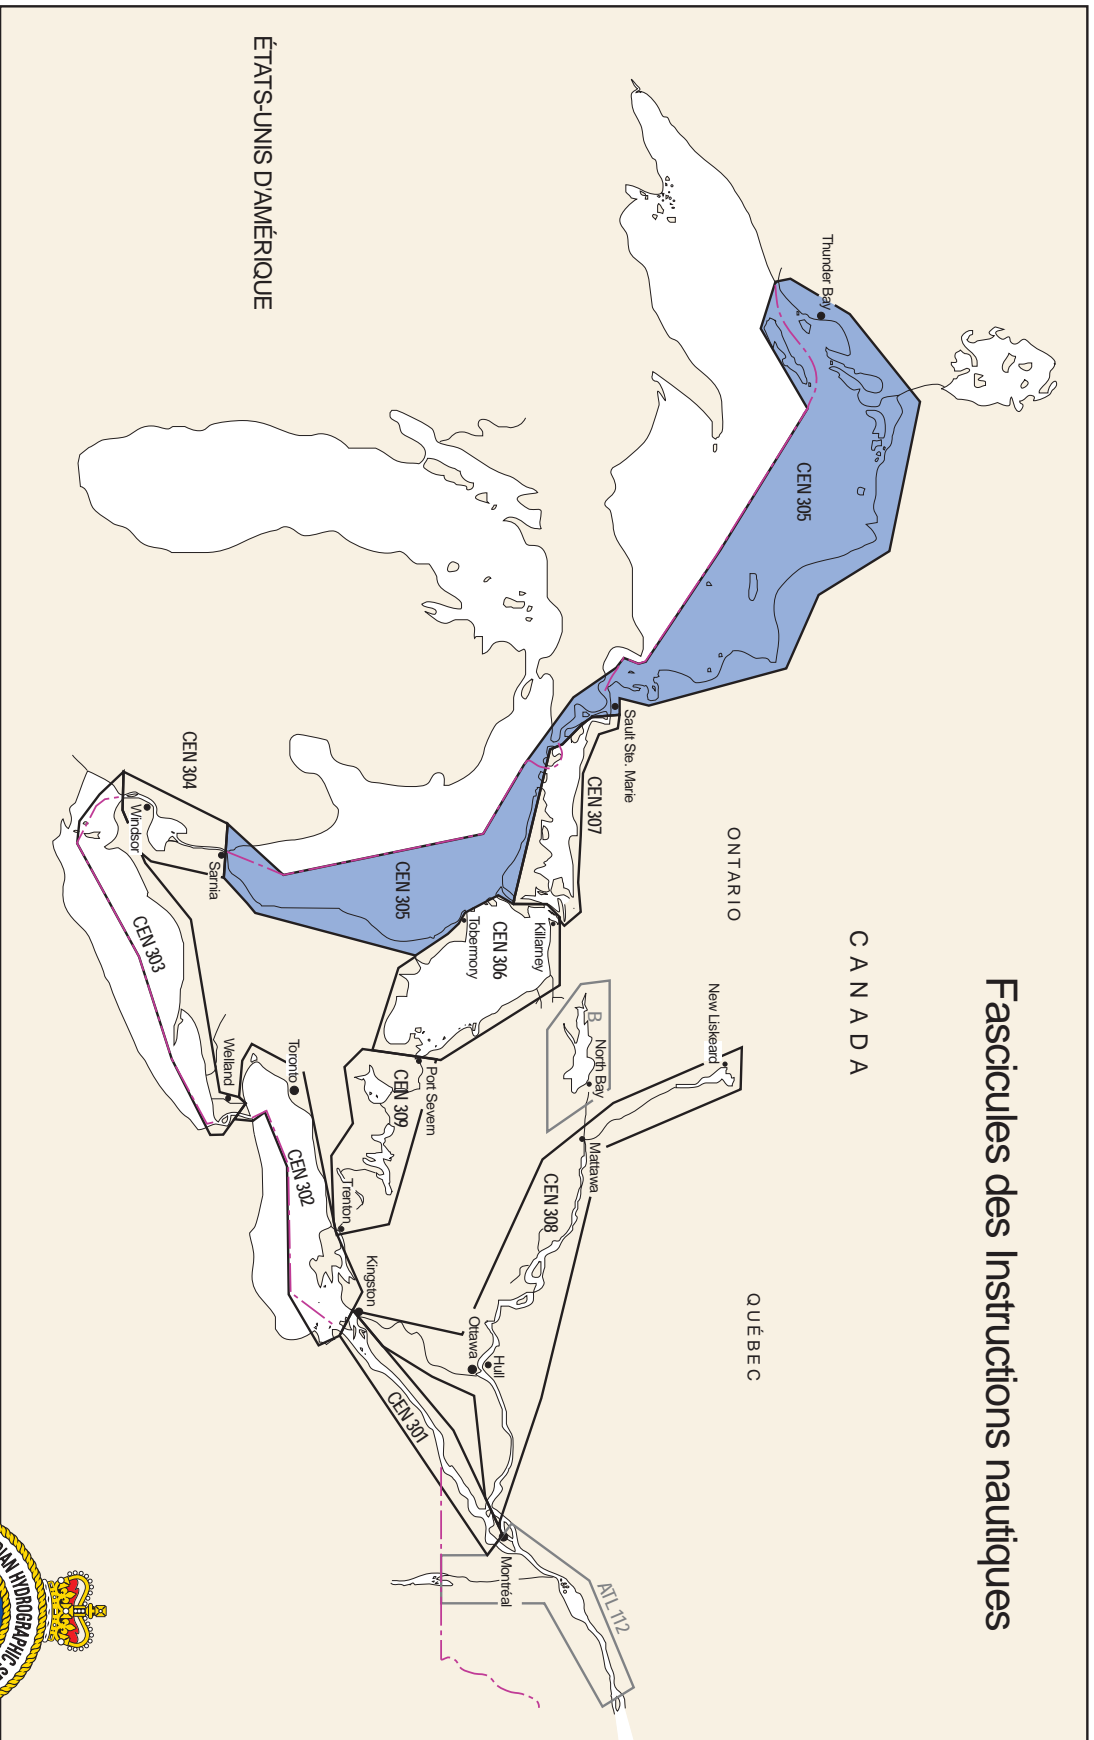 Fascicules des Instructions nautiques
CANADA
ONTARIO
QUÉBEC
ÉTATS-UNIS D'AMÉRIQUE
Thunder Bay
CEN 305
Sault Ste. Marie
CEN 307
New Liskeard
B
North Bay
Mattawa
CEN 308
Killarney
CEN 306
Tobermory
CEN 305
Port Severn
CEN 309
Trenton
Kingston
Ottawa
Hull
CEN 301
Montréal
ATL 112
Toronto
CEN 302
Welland
CEN 303
Sarnia
Windsor
CEN 304
HYDROGRAPHIC